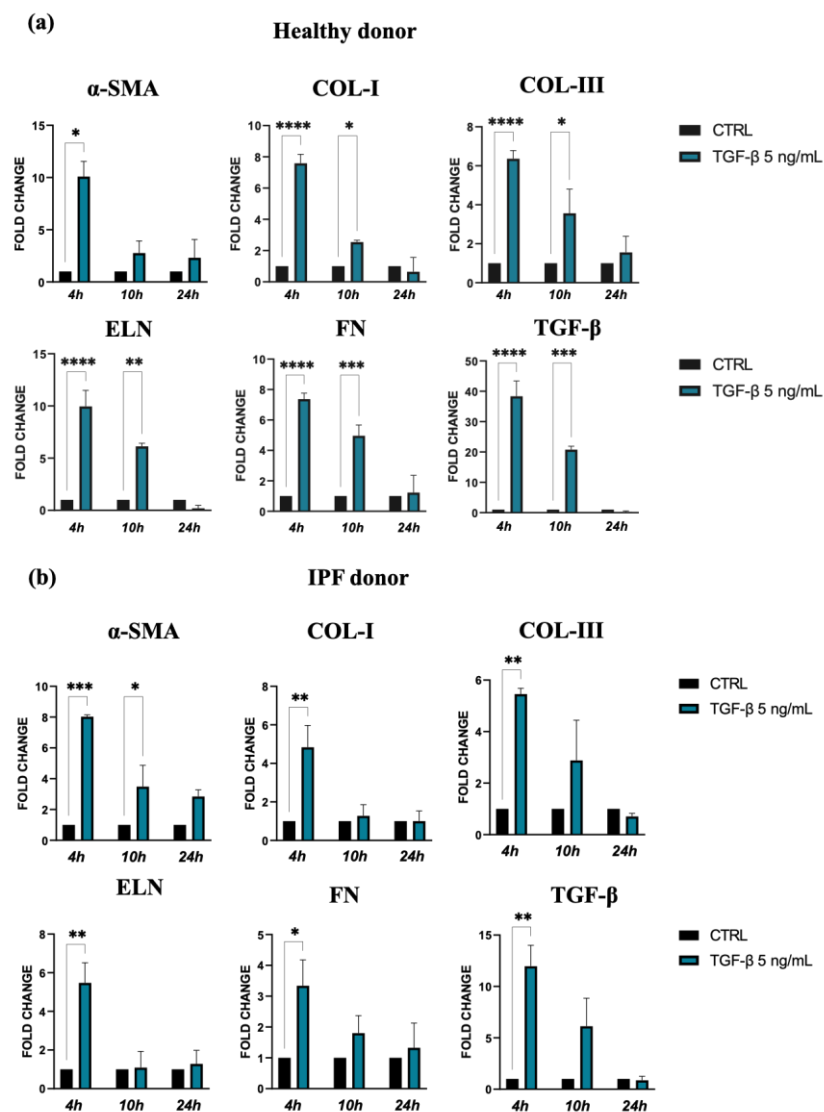 (a)
Healthy donor
α-SMA
COL-I
COL-III
FOLD CHANGE
15
10
5
0
*
4h 10h 24h
FOLD CHANGE
10
8
6
4
2
0
****
*
4h 10h 24h
FOLD CHANGE
8
6
4
2
0
****
*
4h 10h 24h
CTRL
TGF-β 5 ng/mL
ELN
FN
TGF-β
FOLD CHANGE
15
10
5
0
****
**
4h 10h 24h
FOLD CHANGE
10
8
6
4
2
0
****
***
4h 10h 24h
FOLD CHANGE
50
40
30
20
10
0
****
***
4h 10h 24h
CTRL
TGF-β 5 ng/mL
(b)
IPF donor
α-SMA
COL-I
COL-III
FOLD CHANGE
10
8
6
4
2
0
***
*
4h 10h 24h
FOLD CHANGE
8
6
4
2
0
**
4h 10h 24h
FOLD CHANGE
6
4
2
0
**
4h 10h 24h
CTRL
TGF-β 5 ng/mL
ELN
FN
TGF-β
FOLD CHANGE
8
6
4
2
0
**
4h 10h 24h
FOLD CHANGE
5
4
3
2
1
0
*
4h 10h 24h
FOLD CHANGE
15
10
5
0
**
4h 10h 24h
CTRL
TGF-β 5 ng/mL